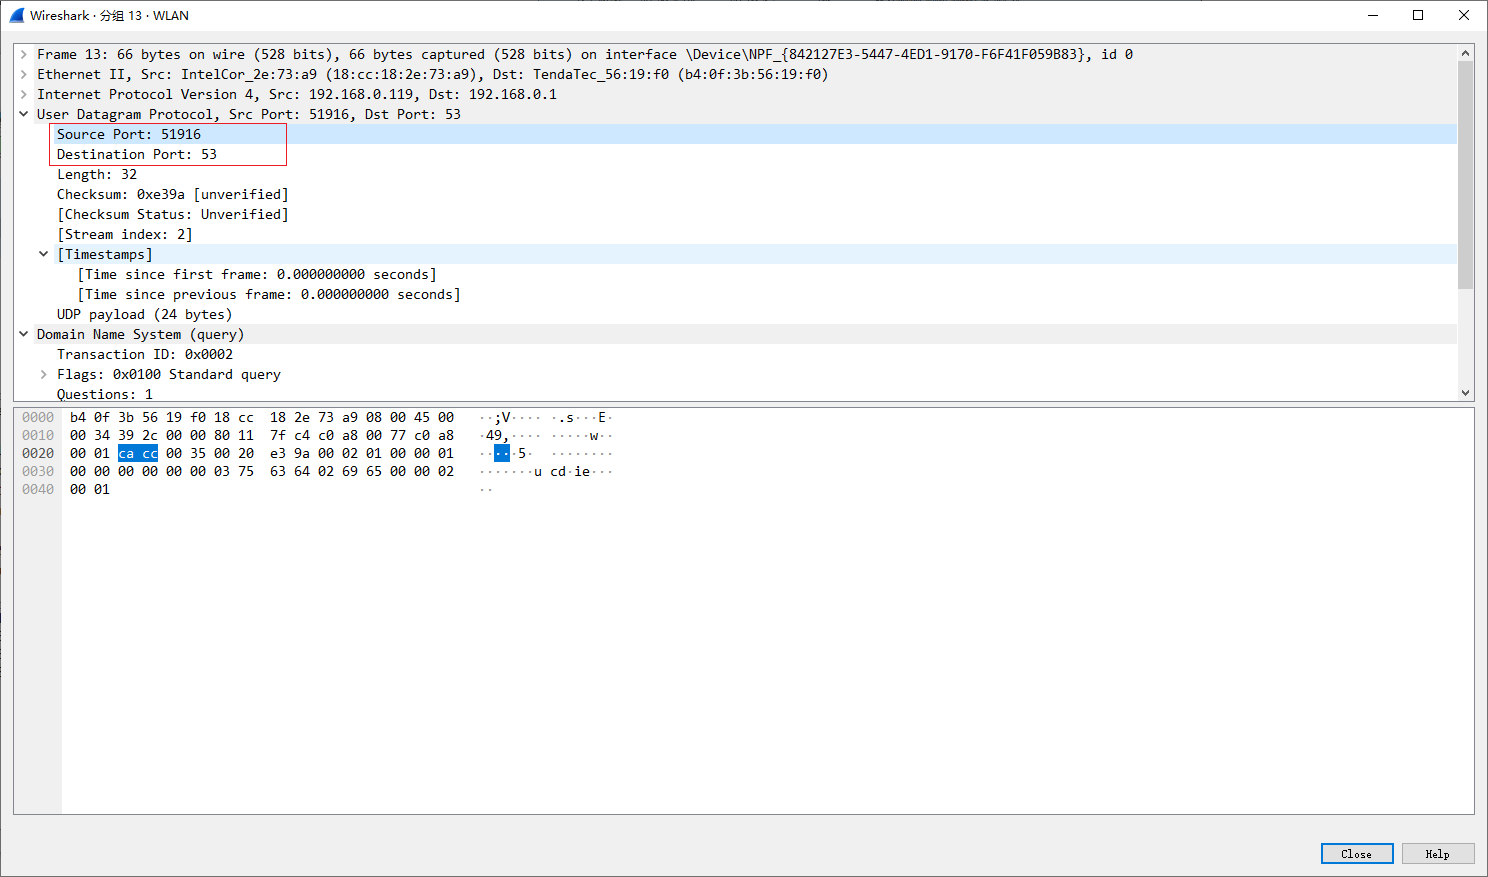 Wireshark · 分组 13 · WLAN
Frame 13: 66 bytes on wire (528 bits), 66 bytes captured (528 bits) on interface \Device\NPF_{842127E3-5447-4ED1-9170-F6F41F059B83}, id 0
Ethernet II, Src: IntelCor_2e:73:a9 (18:cc:18:2e:73:a9), Dst: TendaTec_56:19:f0 (b4:0f:3b:56:19:f0)
Internet Protocol Version 4, Src: 192.168.0.119, Dst: 192.168.0.1
User Datagram Protocol, Src Port: 51916, Dst Port: 53
Source Port: 51916
Destination Port: 53
Length: 32
Checksum: 0xe39a [unverified]
[Checksum Status: Unverified]
[Stream index: 2]
[Timestamps]
[Time since first frame: 0.000000000 seconds]
[Time since previous frame: 0.000000000 seconds]
UDP payload (24 bytes)
Domain Name System (query)
Transaction ID: 0x0002
Flags: 0x0100 Standard query
Questions: 1
0000 b4 0f 3b 56 19 f0 18 cc 18 2e 73 a9 08 00 45 00 ··;V···· ·.s···E·
0010 00 34 39 2c 00 00 80 11 7f c4 c0 a8 00 77 c0 a8 ·49,···· ·····w··
0020 00 01 ca cc 00 35 00 20 e3 9a 00 02 01 00 00 01 ·····5· ········
0030 00 00 00 00 00 00 03 75 63 64 02 69 65 00 00 02 ·······u cd·ie···
0040 00 01 ··
Close
Help